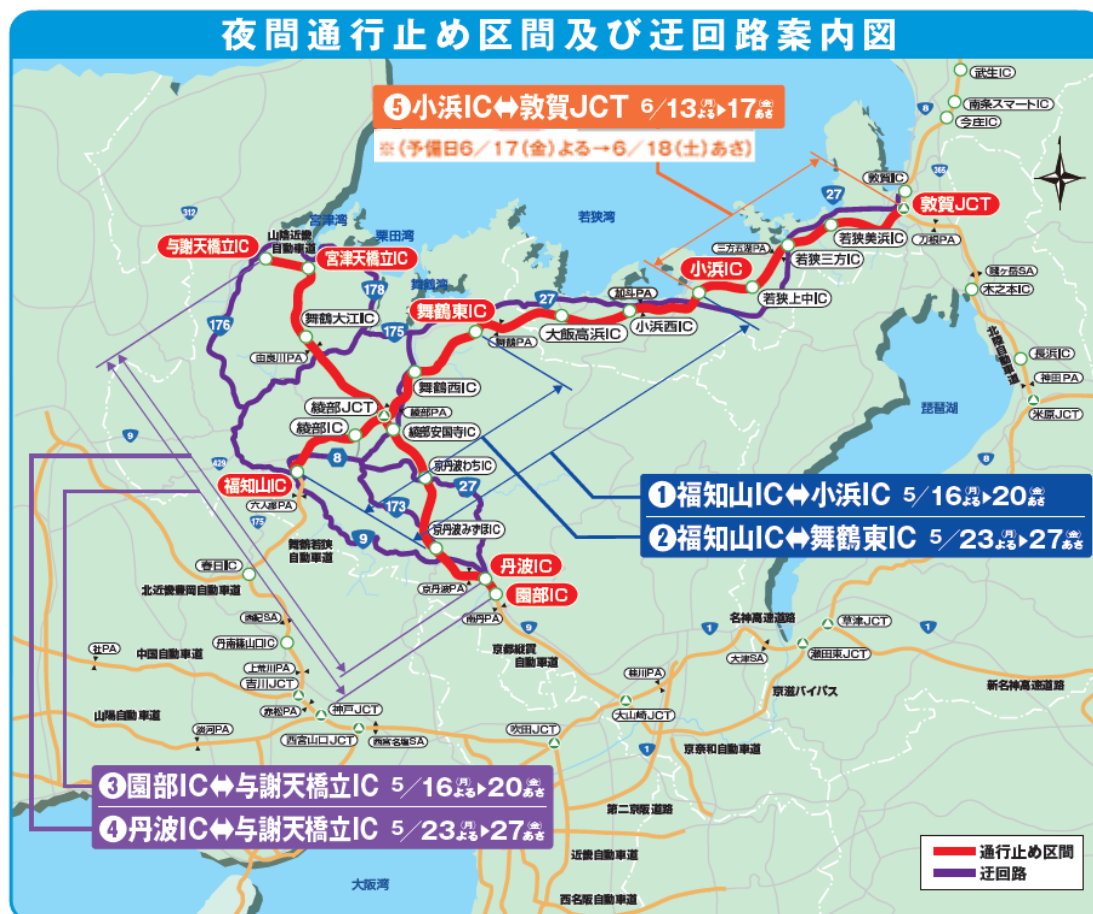 夜間通行止め区間及び迂回路案内図
❺小浜IC⇔敦賀JCT 6/13(月)よる▶17(金)あさ
※(予備日6/17(金)よる→6/18(土)あさ)
武生IC
8
南条スマートIC
今庄IC
敦賀IC
365
27
敦賀JCT
312
宮津湾
若狭湾
栗田湾
山陰近畿
自動車道
与謝天橋立IC
宮津天橋立IC
三方五湖PA
若狭美浜IC
刀根PA
若狭三方IC
小浜IC
賤ヶ岳SA
木之本IC
178
舞鶴湾
27
加斗PA
若狭上中IC
176
舞鶴大江IC
175
舞鶴東IC
舞鶴PA
大飯高浜IC
小浜西IC
北陸自動車道
長浜IC
由良川PA
神田PA
舞鶴西IC
琵琶湖
米原JCT
綾部JCT
綾部PA
綾部IC
綾部安国寺IC
9
8
8
429
京丹波わちIC
福知山IC
六人部PA
173
27
175
京丹波みずほIC
舞鶴若狭
自動車道
9
❶福知山IC⇔小浜IC 5/16(月)よる▶20(金)あさ
❷福知山IC⇔舞鶴東IC 5/23(月)よる▶27(金)あさ
春日IC
丹波IC
北近畿豊岡自動車道
京丹波PA
園部IC
西紀SA
南丹PA
9
1
名神高速道路
草津JCT
1
丹南篠山口IC
社PA
中国自動車道
京都縦貫
自動車道
大津SA
瀬田東JCT
上荒川PA
桂川PA
吉川JCT
京滋バイパス
新名神高速道路
山陽自動車道
赤松PA
神戸JCT
大山崎JCT
淡河PA
西宮山口JCT
西宮名塩SA
吹田JCT
1
京奈和自動車道
❸園部IC⇔与謝天橋立IC 5/16(月)よる▶20(金)あさ
❹丹波IC⇔与謝天橋立IC 5/23(月)よる▶27(金)あさ
第二京阪道路
近畿自動車道
大阪湾
西名阪自動車道
通行止め区間
迂回路